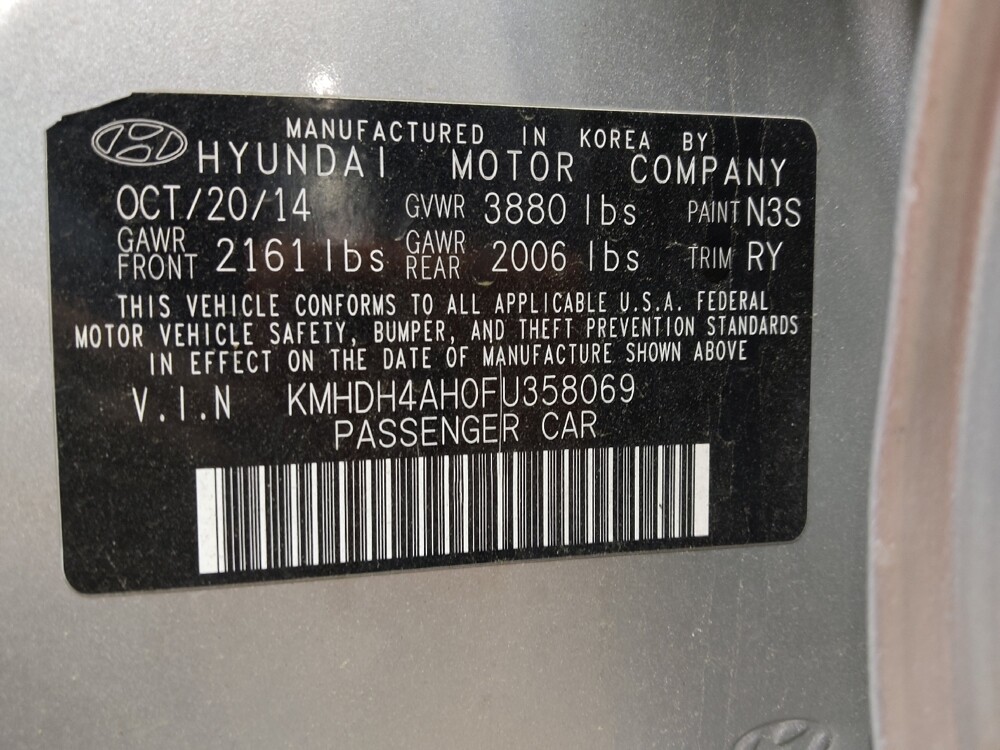 MANUFACTURED IN KOREA BY
HYUNDAI MOTOR COMPANY
OCT/20/14 GVWR 3880 lbs PAINT N3S
GAWR FRONT 2161 lbs GAWR REAR 2006 lbs TRIM RY
THIS VEHICLE CONFORMS TO ALL APPLICABLE U.S.A. FEDERAL
MOTOR VEHICLE SAFETY, BUMPER, AND THEFT PREVENTION STANDARDS
IN EFFECT ON THE DATE OF MANUFACTURE SHOWN ABOVE
V.I.N KMHDH4AH0FU358069
PASSENGER CAR